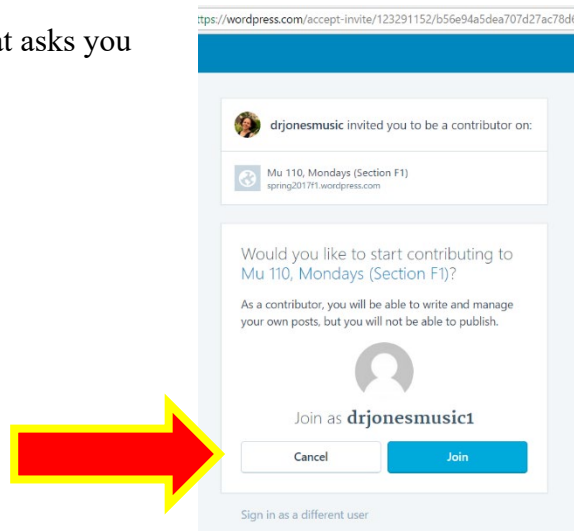 ttps://wordpress.com/accept-invite/123291152/b56e94a5dea707d27ac78d6
at asks you
drjonesmusic invited you to be a contributor on:
Mu 110, Mondays (Section F1)
spring2017f1.wordpress.com
Would you like to start contributing to
Mu 110, Mondays (Section F1)?
As a contributor, you will be able to write and manage
your own posts, but you will not be able to publish.
Join as drjonesmusic1
Cancel Join
Sign in as a different user